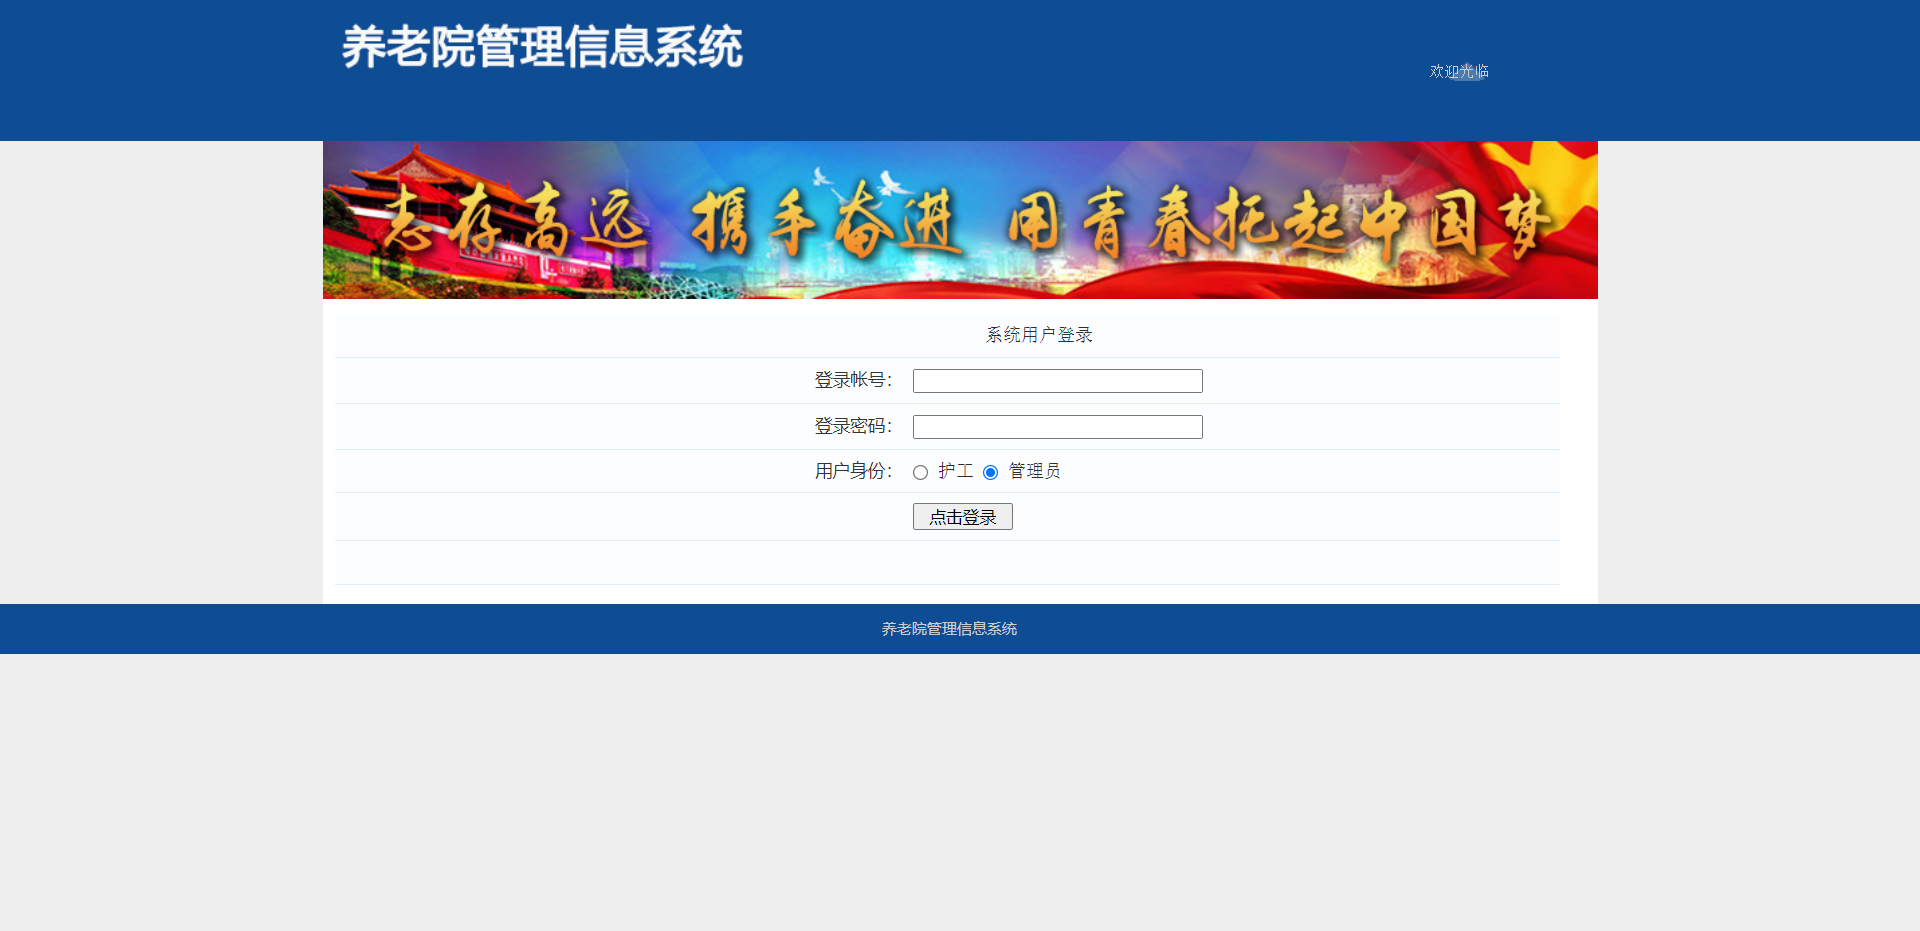 养老院管理信息系统
欢迎光临
志存高远 携手奋进 用青春托起中国梦
系统用户登录
登录帐号：
登录密码：
用户身份： 护工 管理员
点击登录
养老院管理信息系统